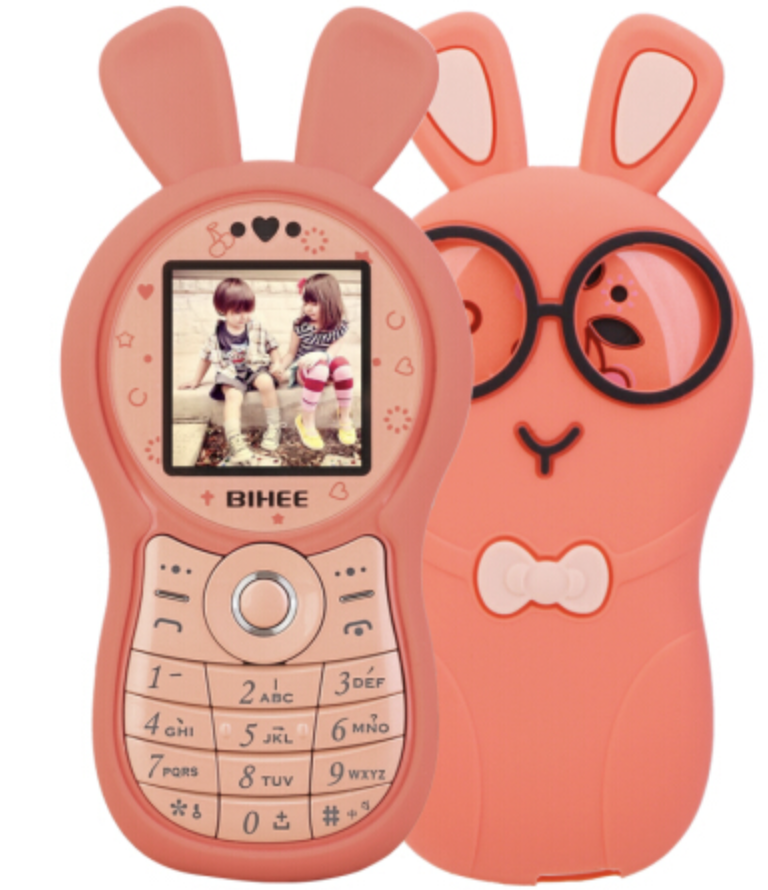 BIHEE
1 -
2 ABC
3 DEF
4 GHI
5 JKL
6 MNO
7 PQRS
8 TUV
9 WXYZ
*
0
# 中